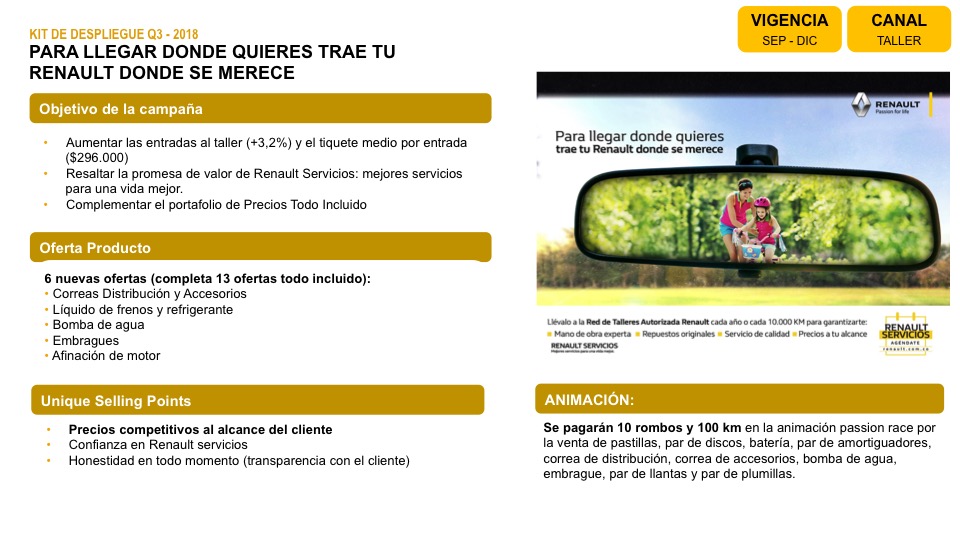 KIT DE DESPLIEGUE Q3 - 2018
PARA LLEGAR DONDE QUIERES TRAE TU
RENAULT DONDE SE MERECE
VIGENCIA
SEP - DIC
CANAL
TALLER
Objetivo de la campaña
• Aumentar las entradas al taller (+3,2%) y el tiquete medio por entrada
($296.000)
• Resaltar la promesa de valor de Renault Servicios: mejores servicios
para una vida mejor.
• Complementar el portafolio de Precios Todo Incluido
Oferta Producto
6 nuevas ofertas (completa 13 ofertas todo incluido):
• Correas Distribución y Accesorios
• Líquido de frenos y refrigerante
• Bomba de agua
• Embragues
• Afinación de motor
Unique Selling Points
• Precios competitivos al alcance del cliente
• Confianza en Renault servicios
• Honestidad en todo momento (transparencia con el cliente)
RENAULT
Passion for life
Para llegar donde quieres
trae tu Renault donde se merece
Llévalo a la Red de Talleres Autorizada Renault cada año o cada 10.000 KM para garantizarte:
Mano de obra experta Repuestos originales Servicio de calidad Precios a tu alcance
RENAULT SERVICIOS
Mejores servicios para una vida mejor.
RENAULT
SERVICIOS
AGÉNDATE
renault.com.co
ANIMACIÓN:
Se pagarán 10 rombos y 100 km en la animación passion race por
la venta de pastillas, par de discos, batería, par de amortiguadores,
correa de distribución, correa de accesorios, bomba de agua,
embrague, par de llantas y par de plumillas.